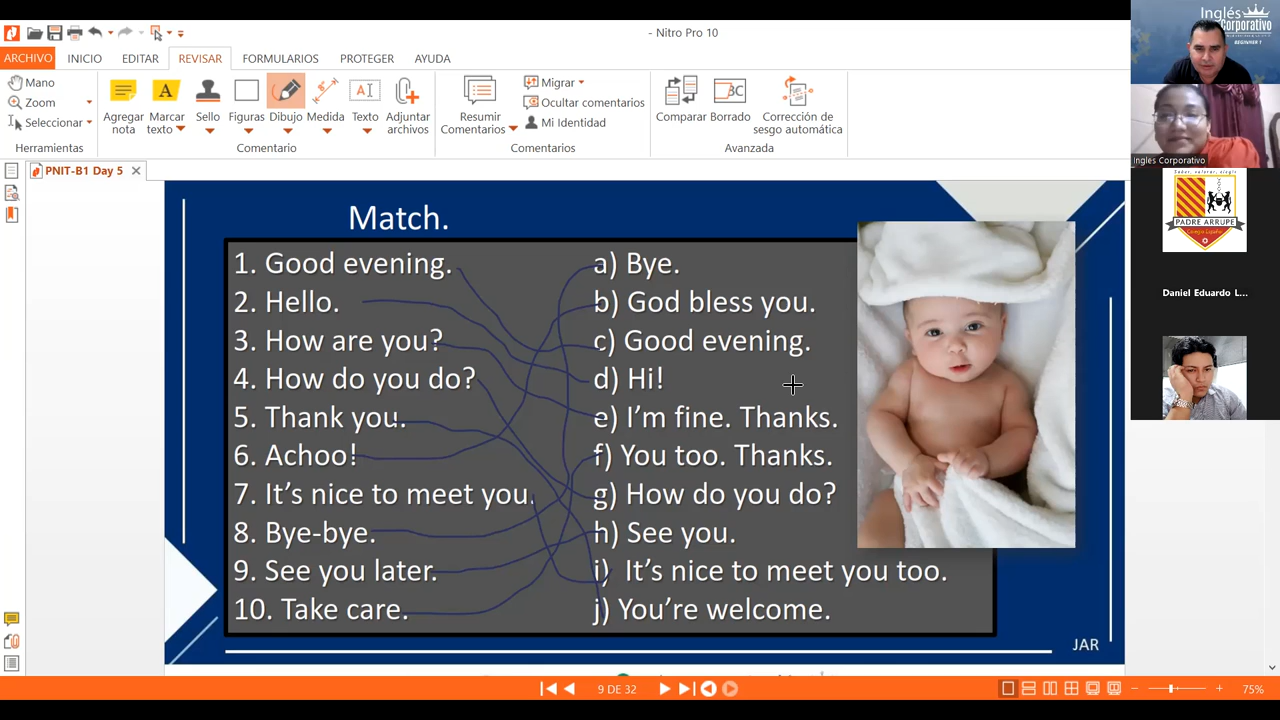 - Nitro Pro 10
ARCHIVO INICIO EDITAR REVISAR FORMULARIOS PROTEGER AYUDA
Mano
Zoom
Seleccionar
Herramientas
Agregar nota
Marcar texto
Sello
Figuras
Dibujo
Medida
Texto
Adjuntar archivos
Comentario
Resumir Comentarios
Migrar
Ocultar comentarios
Mi Identidad
Comentarios
Comparar
Borrado
Corrección de sesgo automática
Avanzada
PNIT-B1 Day 5
Match.
1. Good evening.
2. Hello.
3. How are you?
4. How do you do?
5. Thank you.
6. Achoo!
7. It's nice to meet you.
8. Bye-bye.
9. See you later.
10. Take care.
a) Bye.
b) God bless you.
c) Good evening.
d) Hi!
e) I'm fine. Thanks.
f) You too. Thanks.
g) How do you do?
h) See you.
i) It's nice to meet you too.
j) You're welcome.
JAR
9 DE 32
75%
Inglés
Corporativo
BEGINNER 1
Ingles Corporativo
PADRE ARRUPE
Daniel Eduardo L...